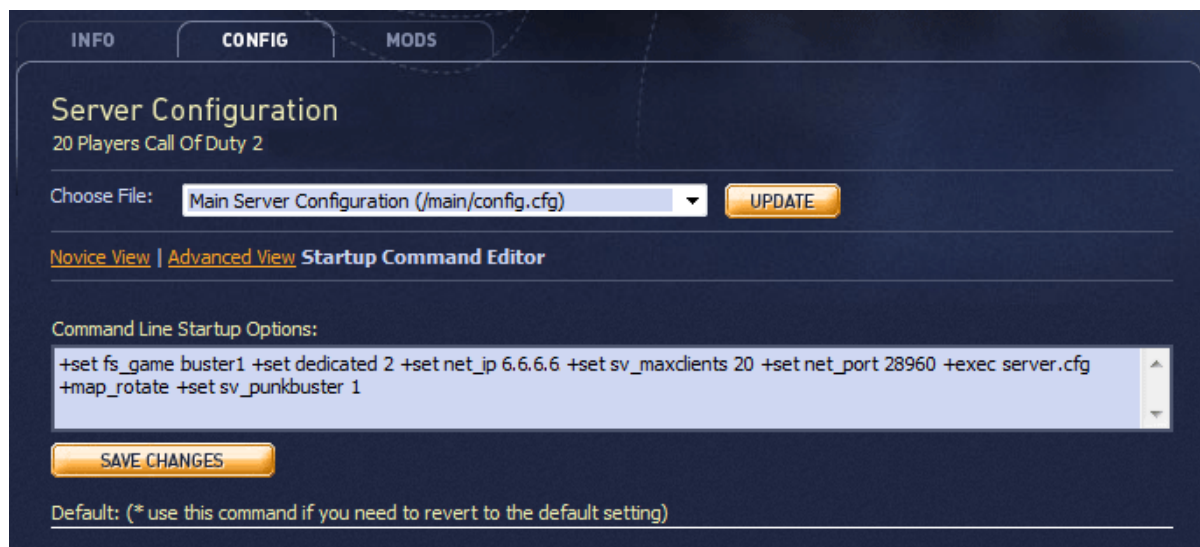 INFO CONFIG MODS
Server Configuration
20 Players Call Of Duty 2
Choose File: Main Server Configuration (/main/config.cfg) UPDATE
Novice View | Advanced View Startup Command Editor
Command Line Startup Options:
+set fs_game buster1 +set dedicated 2 +set net_ip 6.6.6.6 +set sv_maxclients 20 +set net_port 28960 +exec server.cfg
+map_rotate +set sv_punkbuster 1
SAVE CHANGES
Default: (* use this command if you need to revert to the default setting)